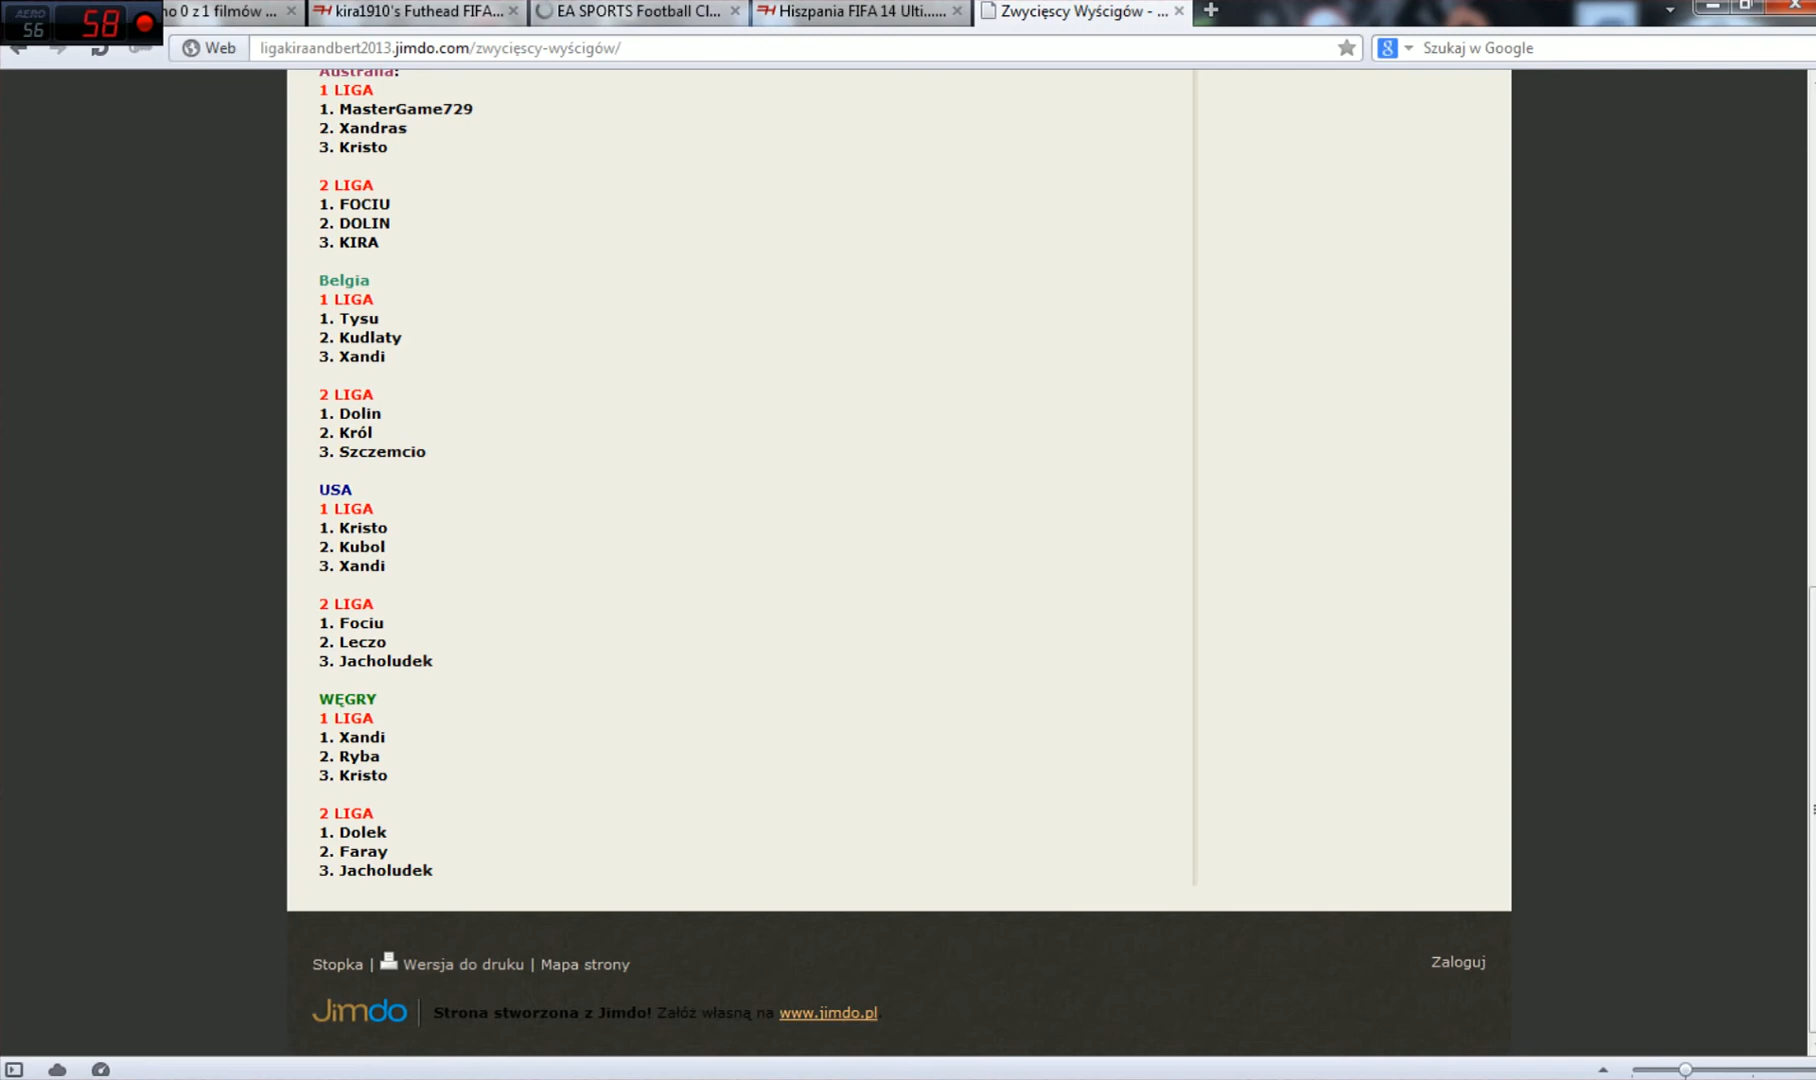 AERO
56
58
no 0 z 1 filmów ...
kira1910's Futhead FIFA...
EA SPORTS Football Cl...
Hiszpania FIFA 14 Ulti......
Zwycięscy Wyścigów - ...
Web
ligakiraandbert2013.jimdo.com/zwycięscy-wyścigów/
Szukaj w Google
Australia:
1 LIGA
1. MasterGame729
2. Xandras
3. Kristo
2 LIGA
1. FOCIU
2. DOLIN
3. KIRA
Belgia
1 LIGA
1. Tysu
2. Kudlaty
3. Xandi
2 LIGA
1. Dolin
2. Król
3. Szczemcio
USA
1 LIGA
1. Kristo
2. Kubol
3. Xandi
2 LIGA
1. Fociu
2. Leczo
3. Jacholudek
WĘGRY
1 LIGA
1. Xandi
2. Ryba
3. Kristo
2 LIGA
1. Dolek
2. Faray
3. Jacholudek
Stopka | Wersja do druku | Mapa strony
Zaloguj
Jimdo
Strona stworzona z Jimdo! Załóż własną na www.jimdo.pl